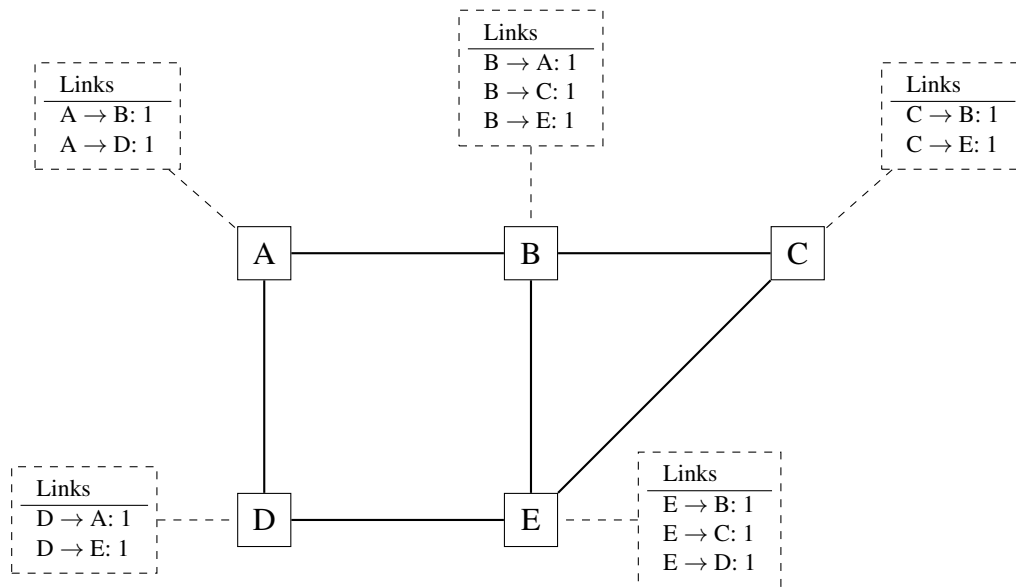 Links
A → B: 1
A → D: 1
Links
B → A: 1
B → C: 1
B → E: 1
Links
C → B: 1
C → E: 1
A
B
C
Links
D → A: 1
D → E: 1
D
E
Links
E → B: 1
E → C: 1
E → D: 1